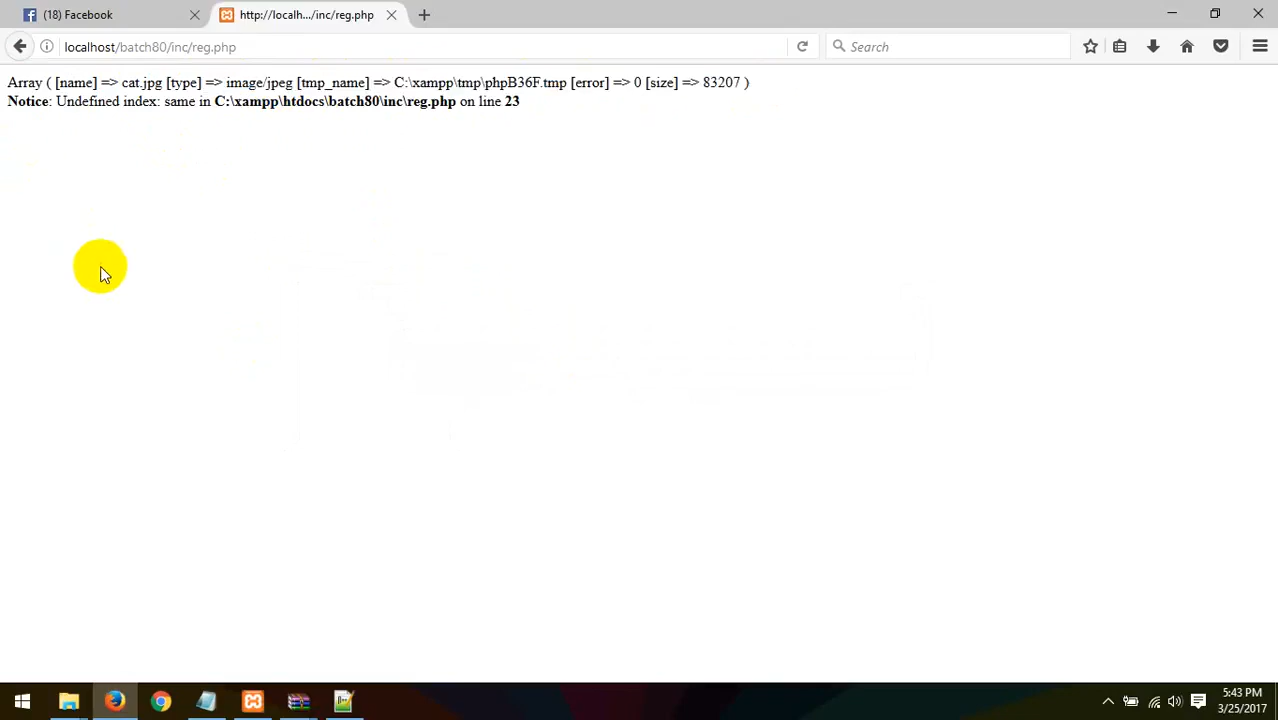 (18) Facebook
http://localh.../inc/reg.php
localhost/batch80/inc/reg.php
Search
Array ( [name] => cat.jpg [type] => image/jpeg [tmp_name] => C:\xampp\tmp\phpB36F.tmp [error] => 0 [size] => 83207 )
Notice: Undefined index: same in C:\xampp\htdocs\batch80\inc\reg.php on line 23
5:43 PM
3/25/2017